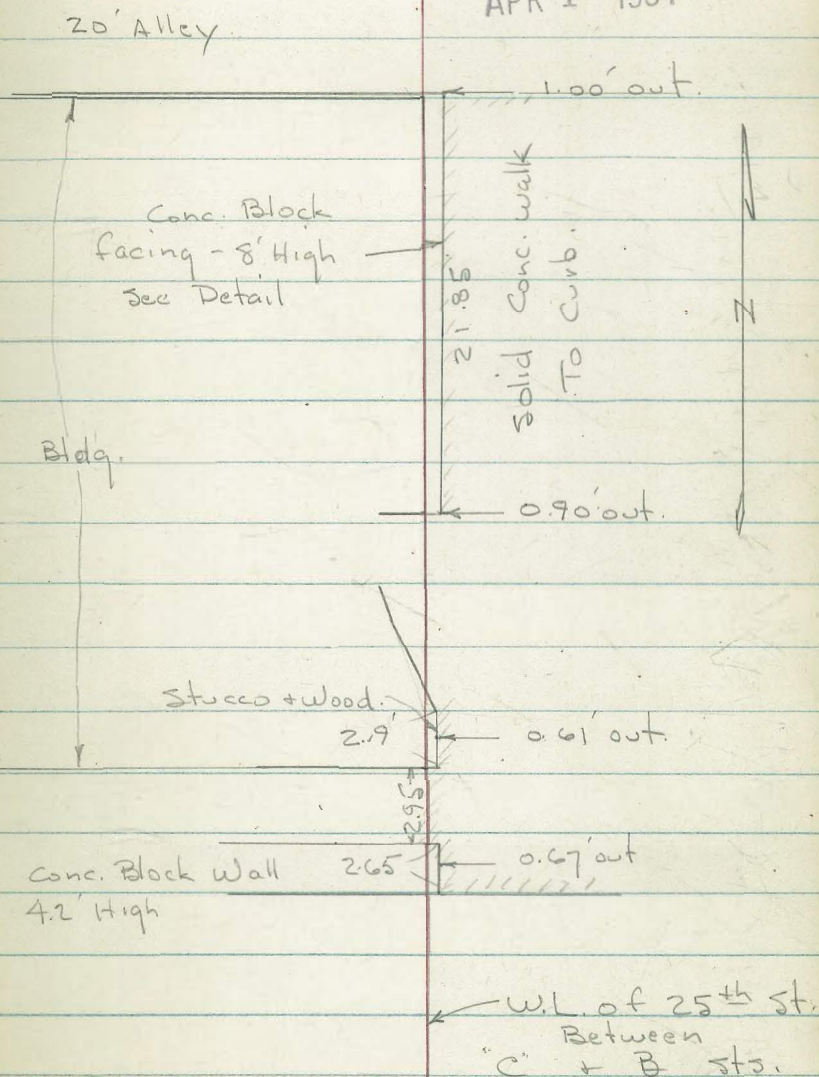 APR 1
20' Alley
1.00' out.
Conc. Block
facing - 8' High
See Detail
21.85
Solid Conc. walk
To Curb.
N
Bldg.
0.90' out.
Stucco + Wood.
2.9'
0.61' out.
2.95
Conc. Block Wall
4.2' High
2.65
0.67' out
W.L. of 25th St.
Between
"C" + B sts.